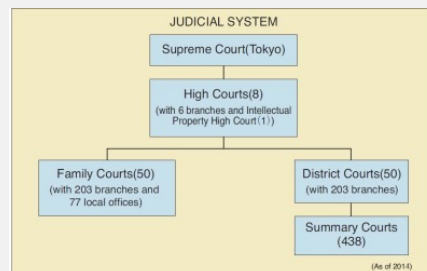 JUDICIAL SYSTEM
Supreme Court(Tokyo)
High Courts(8)
(with 6 branches and Intellectual
Property High Court(1))
Family Courts(50)
(with 203 branches and
77 local offices)
District Courts(50)
(with 203 branches)
Summary Courts
(438)
(As of 2014)